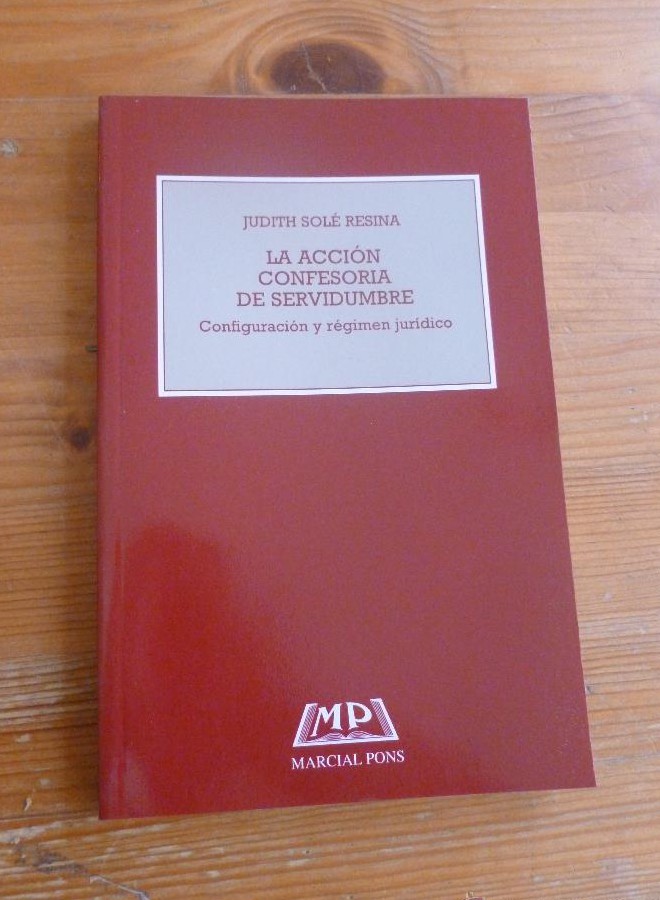 JUDITH SOLÉ RESINA
LA ACCIÓN
CONFESORIA
DE SERVIDUMBRE
Configuración y régimen jurídico
MP
MARCIAL PONS